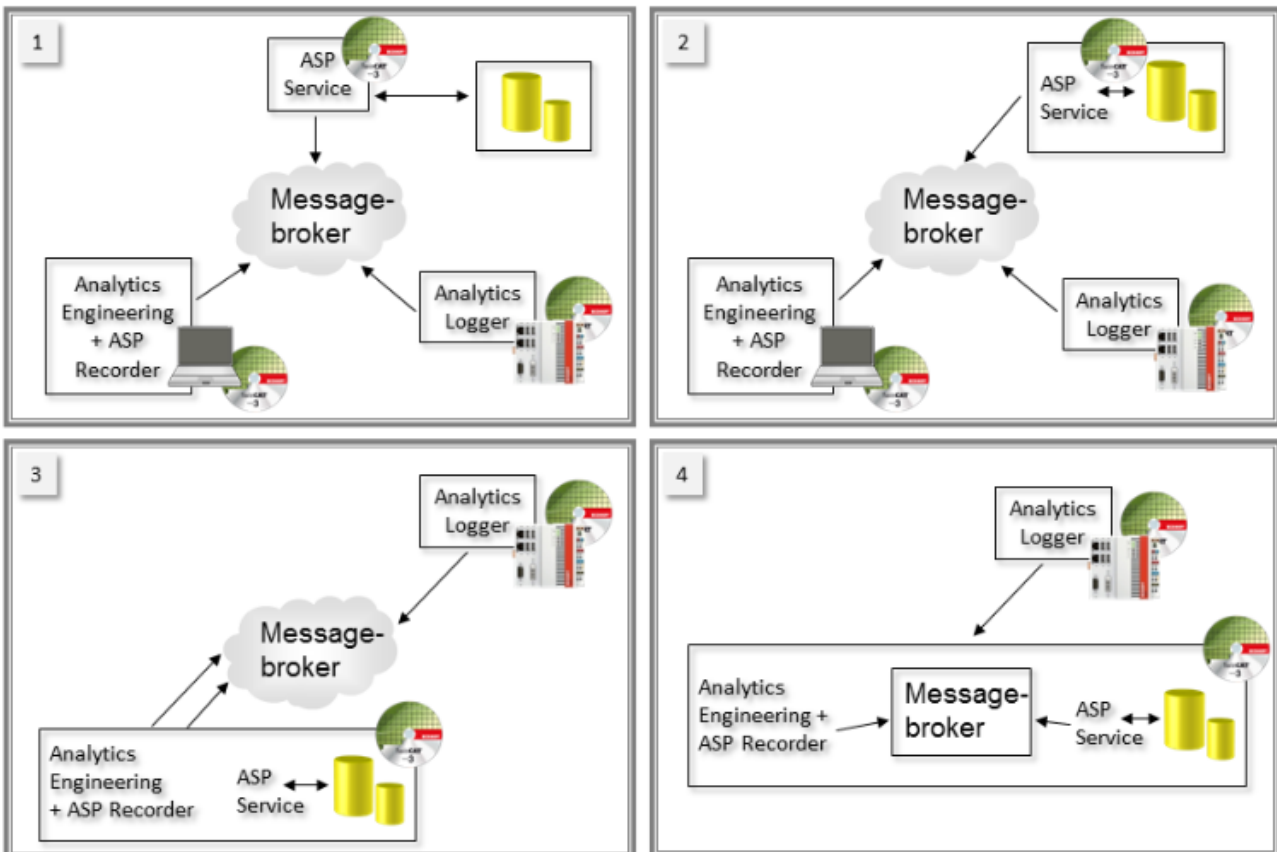 1
ASP
Service
Message-
broker
Analytics
Engineering
+ ASP
Recorder
Analytics
Logger
2
ASP
Service
Message-
broker
Analytics
Engineering
+ ASP
Recorder
Analytics
Logger
3
Analytics
Logger
Message-
broker
Analytics
Engineering
+ ASP Recorder
ASP
Service
4
Analytics
Logger
Analytics
Engineering +
ASP Recorder
Message-
broker
ASP
Service